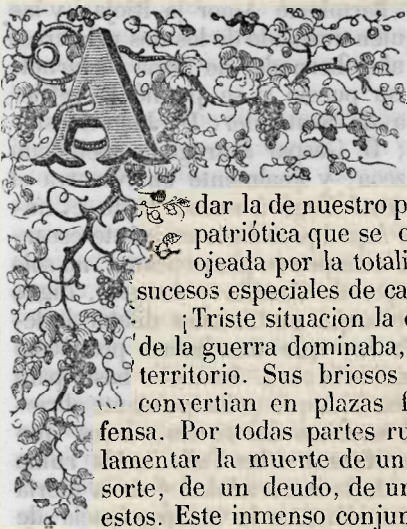 A
dar la de nuestro p
patriótica que se
ojeada por la totali
sucesos especiales de ca
¡Triste situacion la
de la guerra dominaba,
territorio. Sus briosos
convertian en plazas
fensa. Por todas partes ru
lamentar la muerte de un
sorte, de un deudo, de un
estos. Este inmenso conjun